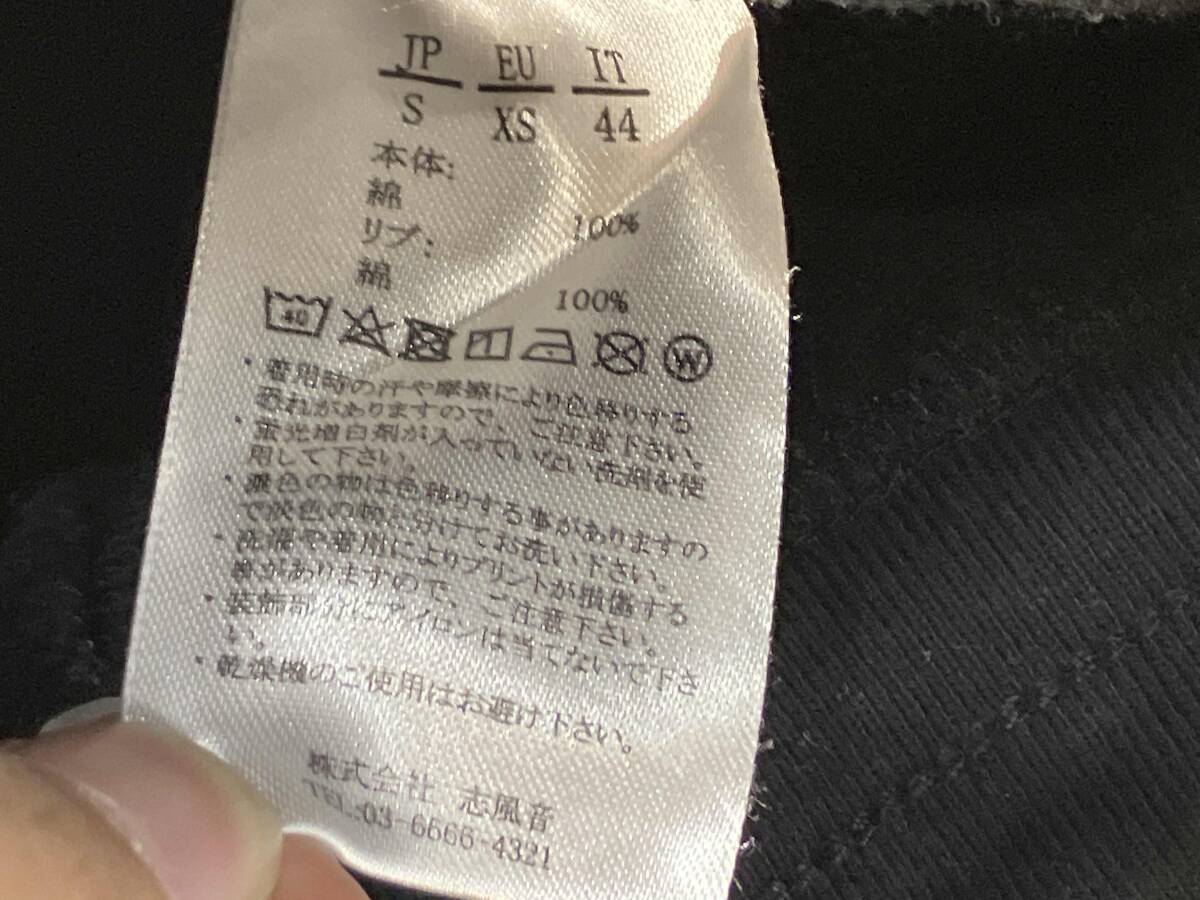 JP EU IT
S XS 44
本体:
綿 100%
リブ:
綿 100%
40 W
・着用時の汗や摩擦により色移りする
恐れがありますので、ご注意下さい。
・蛍光増白剤が入っていない洗剤を使
用して下さい。
・濃色の物は色移りする事がありますの
で淡色の物と分けてお洗い下さい。
・洗濯や着用によりプリントが損傷する
事がありますので、ご注意下さい。
・装飾部分にアイロンは当てないで下さ
い。
・乾燥機のご使用はお避け下さい。
株式会社 志風音
TEL.03-6666-4321